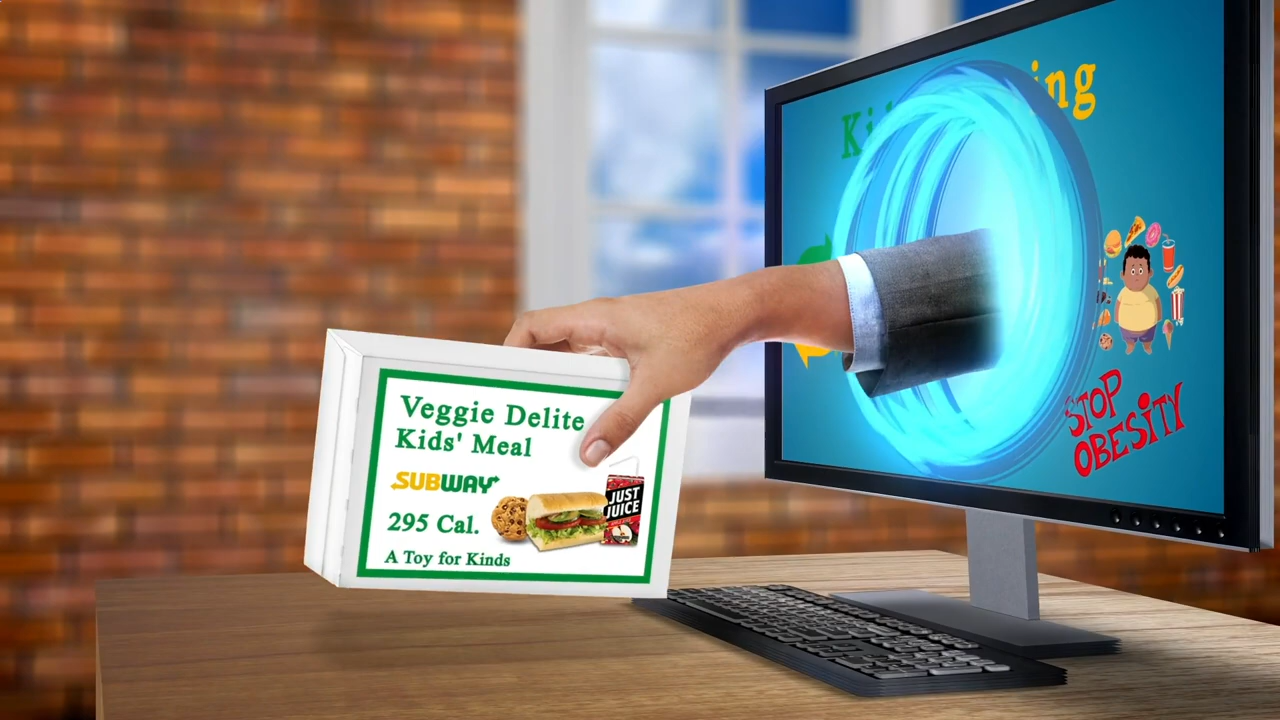 Veggie Delite
Kids' Meal
SUBWAY
295 Cal.
A Toy for Kinds
JUST
JUICE
STOP
OBESITY